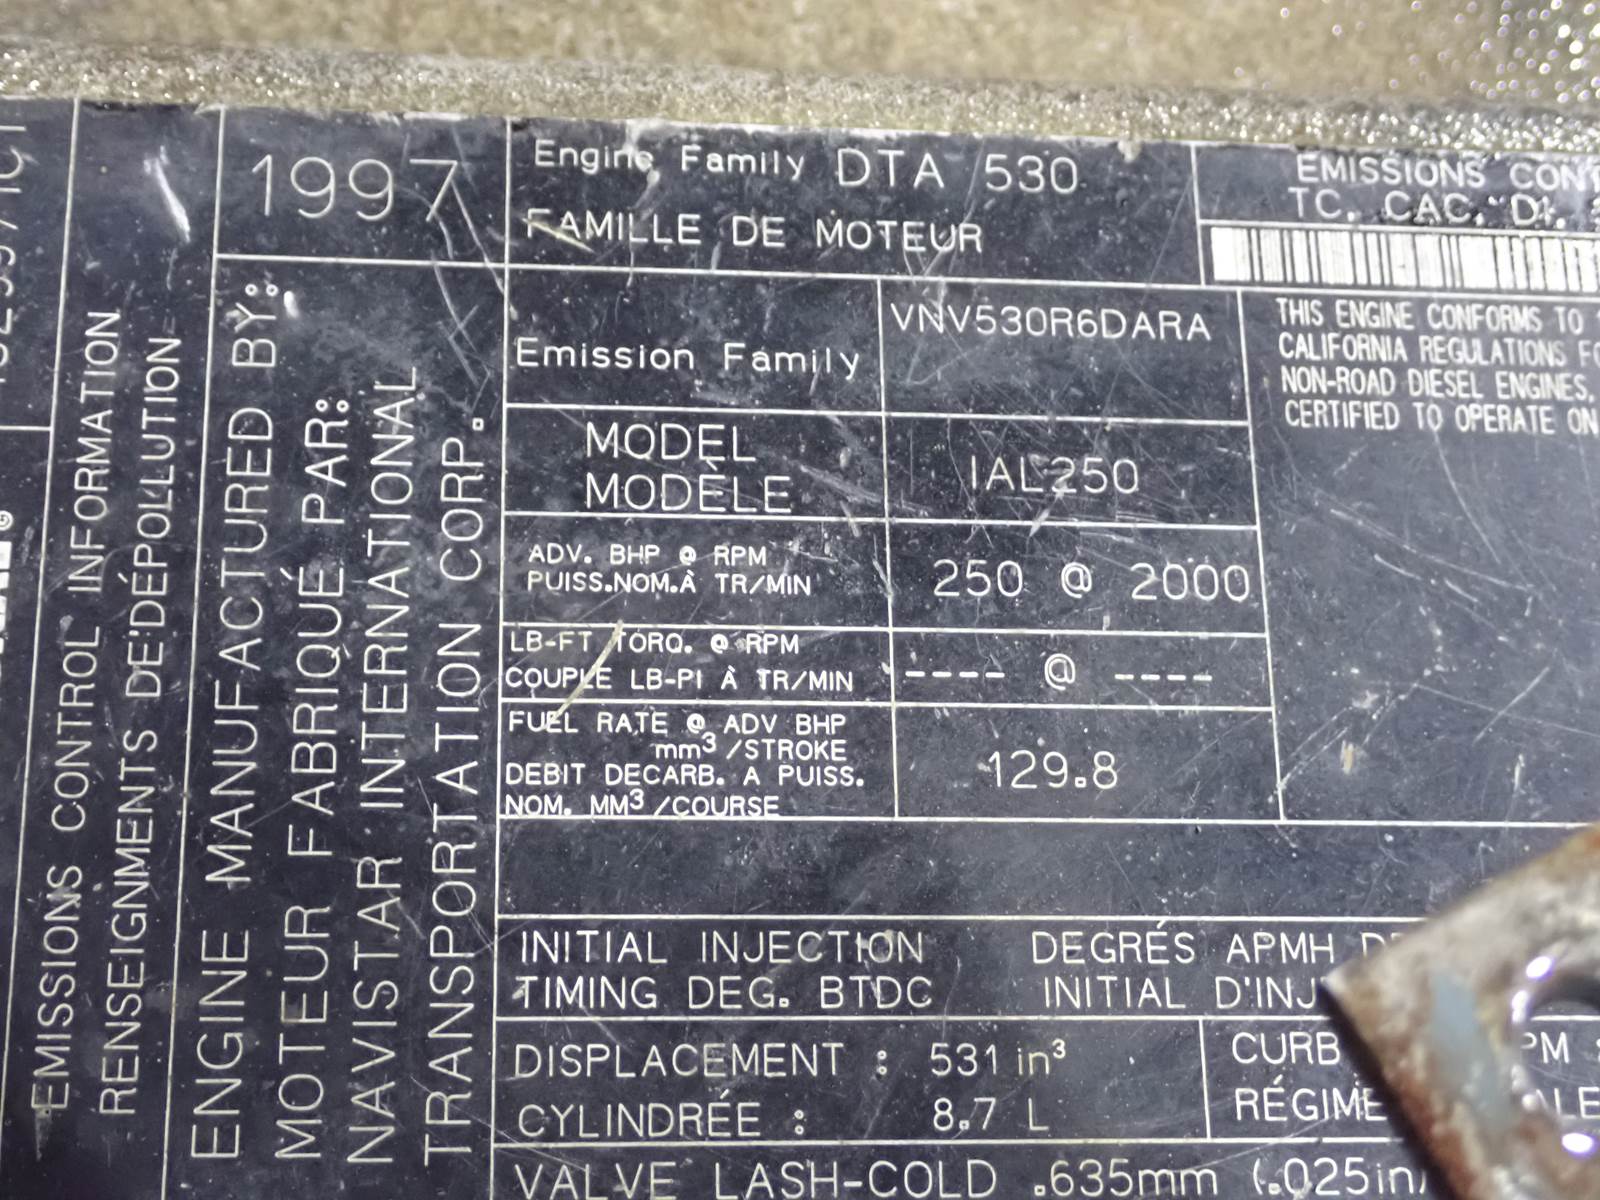 EMISSIONS CONTROL INFORMATION
RENSEIGNMENTS DE'DÉPOLLUTION
1997
ENGINE MANUFACTURED BY:
MOTEUR FABRIQUÉ PAR:
NAVISTAR INTERNATIONAL
TRANSPORTATION CORP.
Engine Family DTA 530
FAMILLE DE MOTEUR
EMISSIONS
TC. CAC. DI.
Emission Family VNV530R6DARA
THIS ENGINE CONFORMS TO
CALIFORNIA REGULATIONS
NON-ROAD DIESEL ENGINES,
CERTIFIED TO OPERATE ON
MODEL
MODÈLE
IAL250
ADV. BHP @ RPM
PUISS.NOM.À TR/MIN
250 @ 2000
LB-FT TORQ. @ RPM
COUPLE LB-PI À TR/MIN
---- @ ----
FUEL RATE @ ADV BHP
mm³/STROKE
DEBIT DECARB. A PUISS.
NOM. MM³/COURSE
129.8
INITIAL INJECTION
TIMING DEG. BTDC
DEGRÉS APMH
INITIAL
DISPLACEMENT : 531 in³
CYLINDRÉE : 8.7 L
CURB
RÉGIME
VALVE LASH-COLD .635mm (.025in